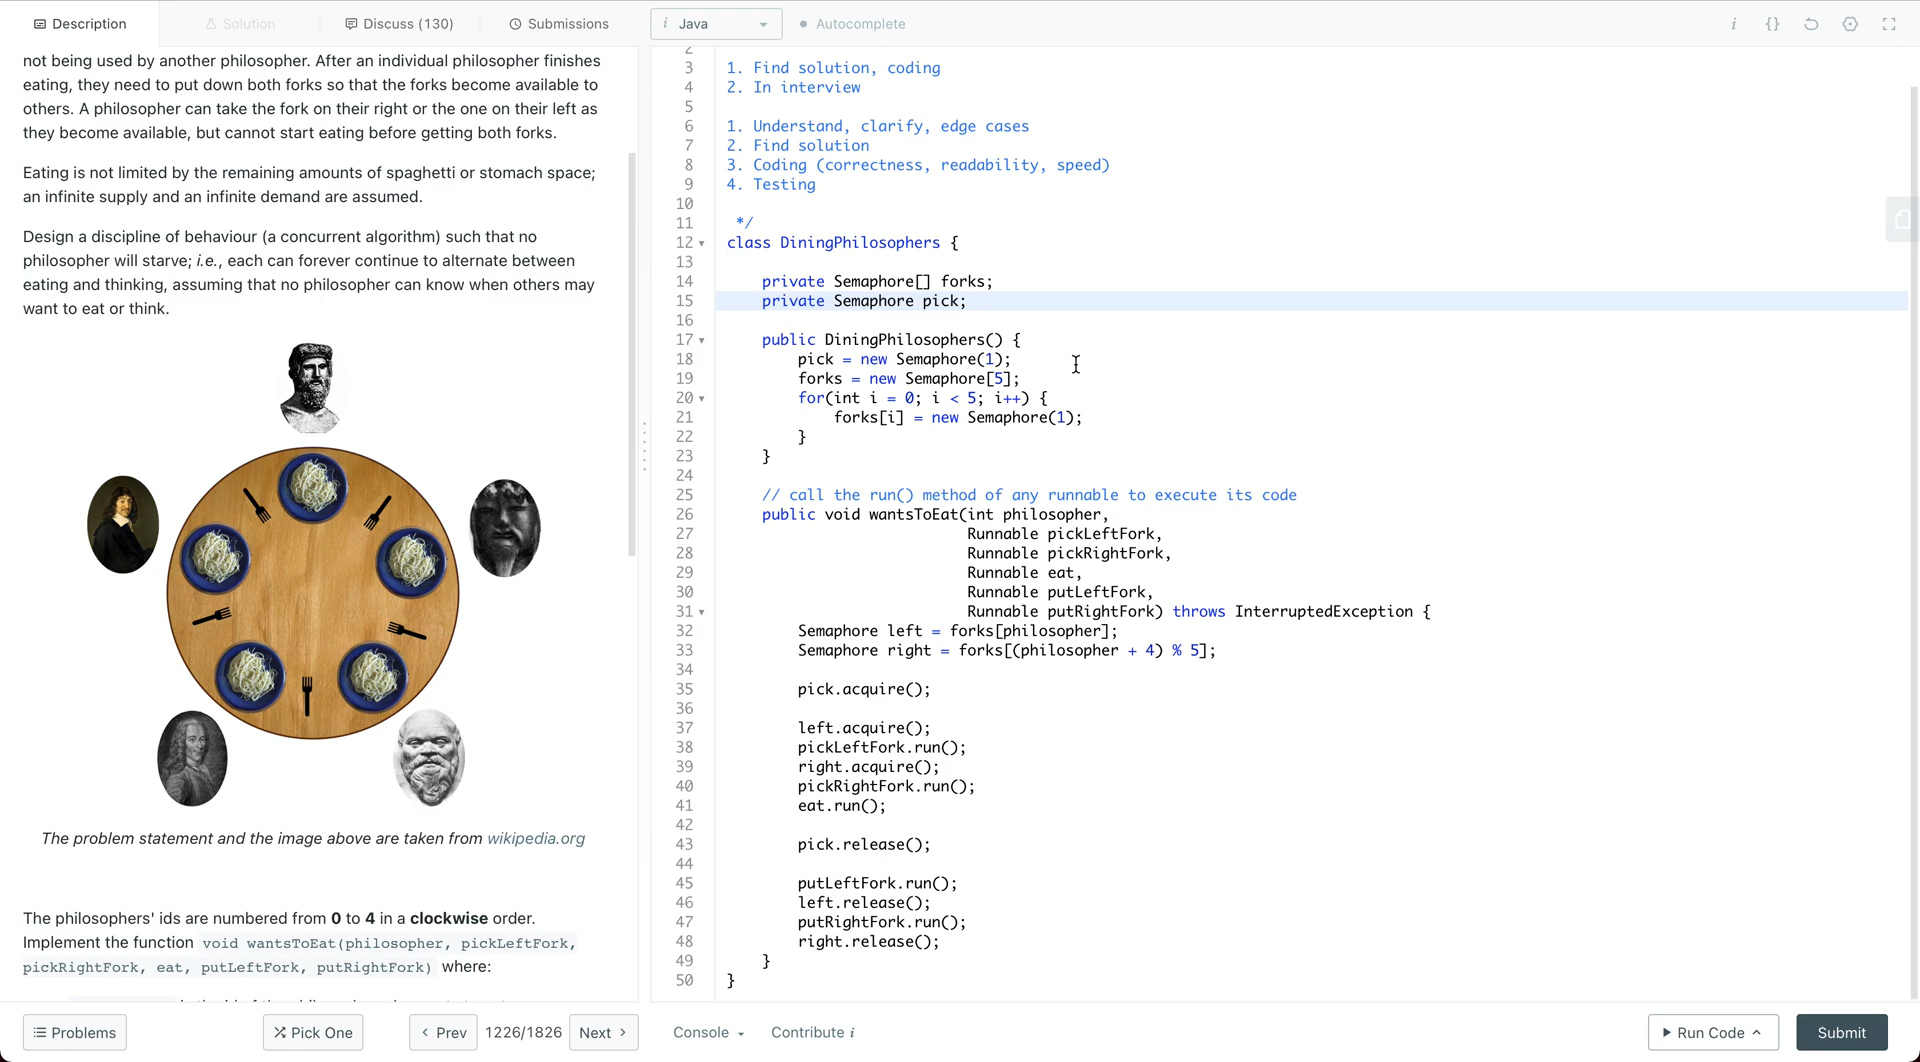 Description
Solution
Discuss (130)
Submissions
i Java
Autocomplete
i {}
not being used by another philosopher. After an individual philosopher finishes
eating, they need to put down both forks so that the forks become available to
others. A philosopher can take the fork on their right or the one on their left as
they become available, but cannot start eating before getting both forks.
Eating is not limited by the remaining amounts of spaghetti or stomach space;
an infinite supply and an infinite demand are assumed.
Design a discipline of behaviour (a concurrent algorithm) such that no
philosopher will starve; i.e., each can forever continue to alternate between
eating and thinking, assuming that no philosopher can know when others may
want to eat or think.
The problem statement and the image above are taken from wikipedia.org
The philosophers' ids are numbered from 0 to 4 in a clockwise order.
Implement the function void wantsToEat(philosopher, pickLeftFork,
pickRightFork, eat, putLeftFork, putRightFork) where:
2
3 1. Find solution, coding
4 2. In interview
5
6 1. Understand, clarify, edge cases
7 2. Find solution
8 3. Coding (correctness, readability, speed)
9 4. Testing
10
11 */
12 class DiningPhilosophers {
13
14 private Semaphore[] forks;
15 private Semaphore pick;
16
17 public DiningPhilosophers() {
18 pick = new Semaphore(1);
19 forks = new Semaphore[5];
20 for(int i = 0; i < 5; i++) {
21 forks[i] = new Semaphore(1);
22 }
23 }
24
25 // call the run() method of any runnable to execute its code
26 public void wantsToEat(int philosopher,
27 Runnable pickLeftFork,
28 Runnable pickRightFork,
29 Runnable eat,
30 Runnable putLeftFork,
31 Runnable putRightFork) throws InterruptedException {
32 Semaphore left = forks[philosopher];
33 Semaphore right = forks[(philosopher + 4) % 5];
34
35 pick.acquire();
36
37 left.acquire();
38 pickLeftFork.run();
39 right.acquire();
40 pickRightFork.run();
41 eat.run();
42
43 pick.release();
44
45 putLeftFork.run();
46 left.release();
47 putRightFork.run();
48 right.release();
49 }
50 }
Problems
Pick One
Prev
1226/1826
Next
Console
Contribute i
Run Code
Submit